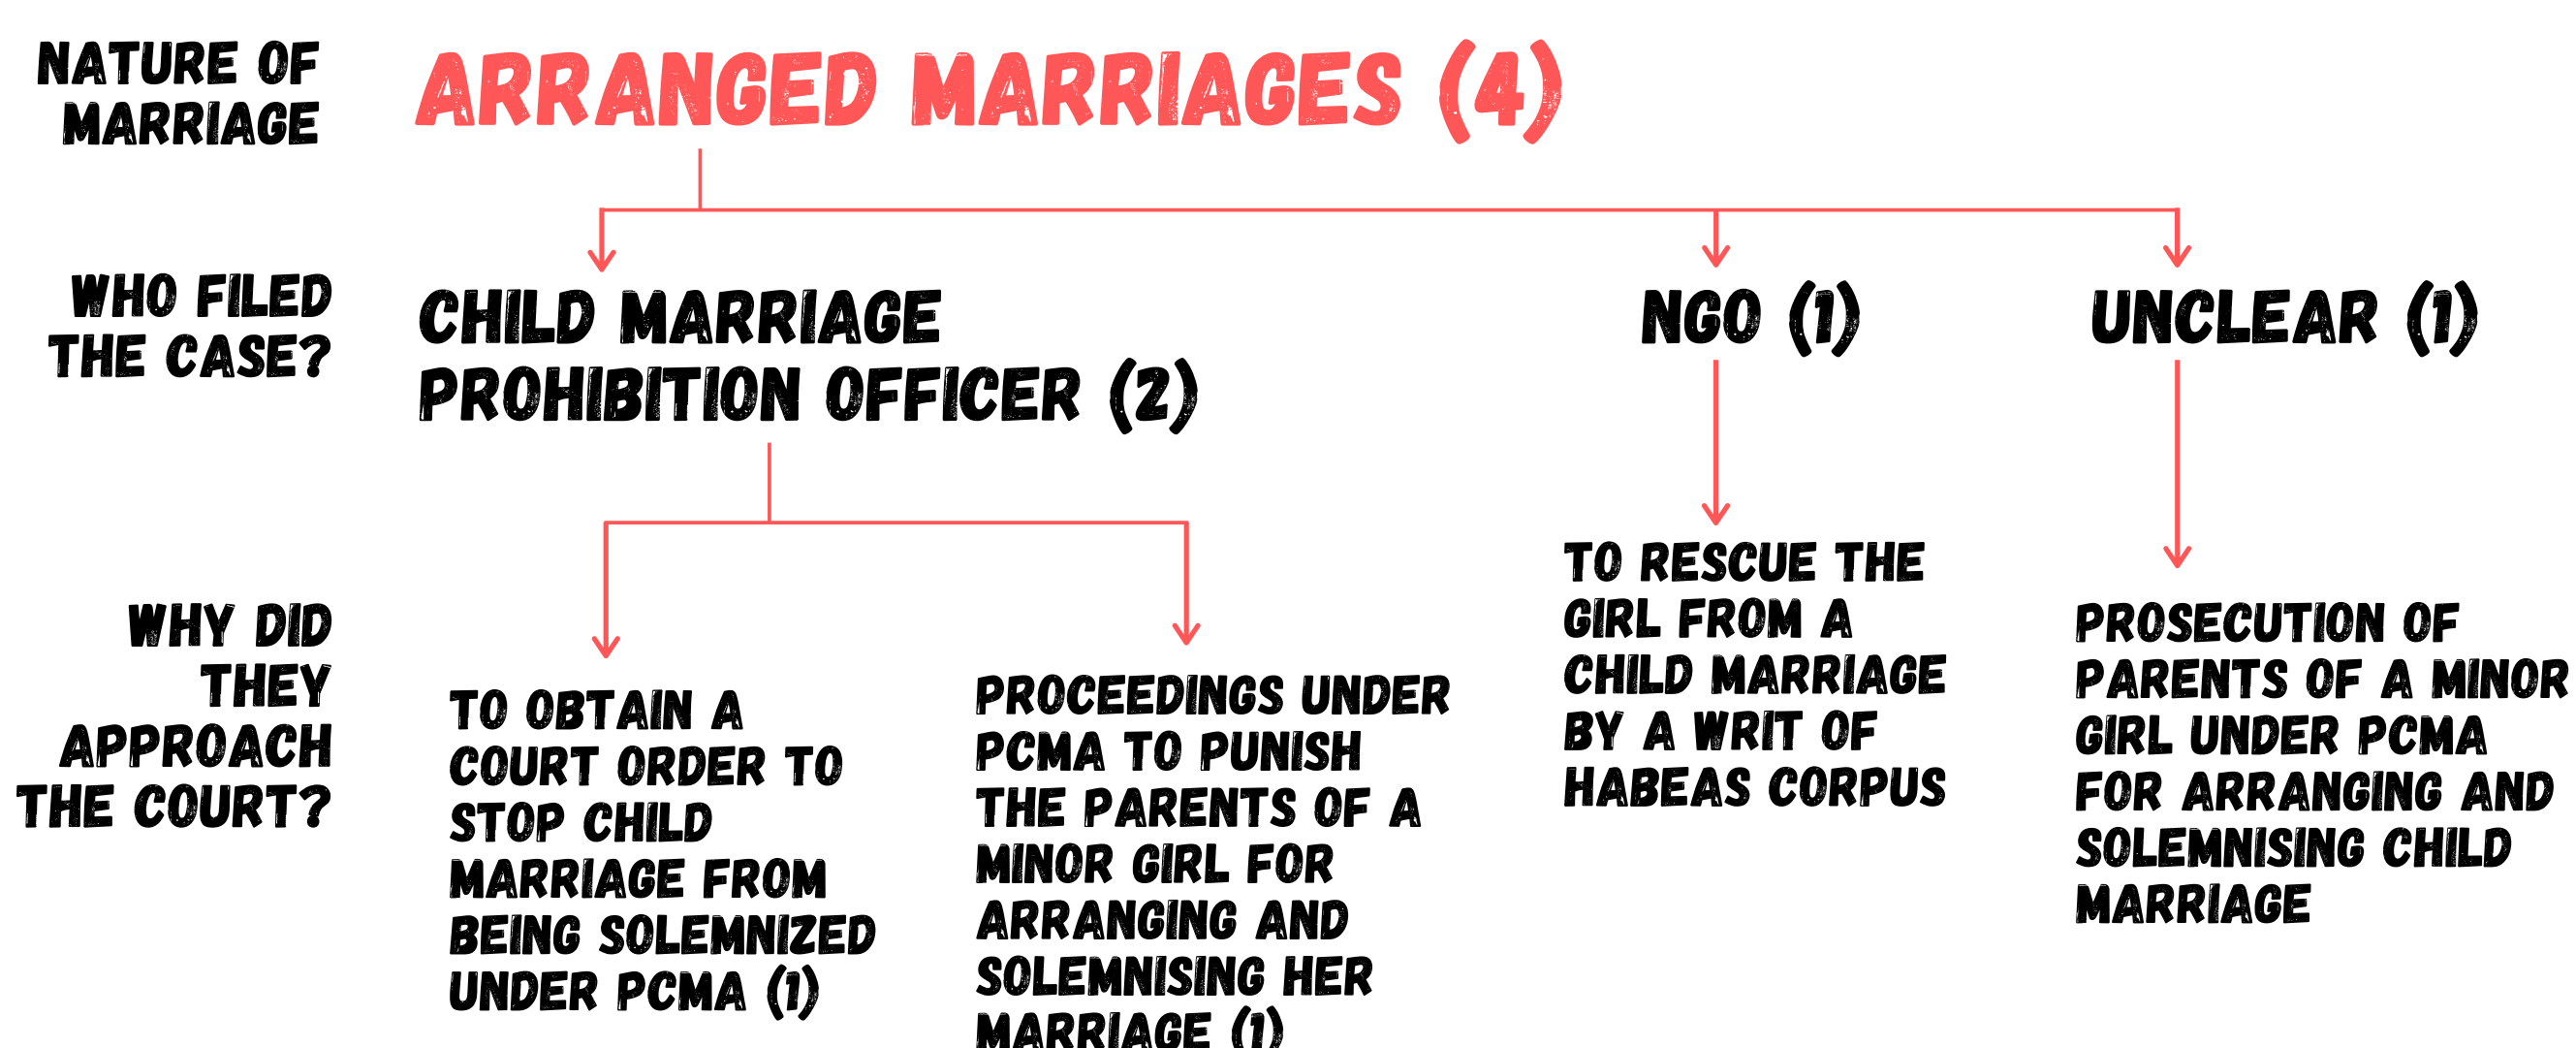 NATURE OF
MARRIAGE
ARRANGED MARRIAGES (4)
WHO FILED
THE CASE?
CHILD MARRIAGE
PROHIBITION OFFICER (2)
NGO (1)
UNCLEAR (1)
WHY DID
THEY
APPROACH
THE COURT?
TO OBTAIN A
COURT ORDER TO
STOP CHILD
MARRIAGE FROM
BEING SOLEMNIZED
UNDER PCMA (1)
PROCEEDINGS UNDER
PCMA TO PUNISH
THE PARENTS OF A
MINOR GIRL FOR
ARRANGING AND
SOLEMNISING HER
MARRIAGE (1)
TO RESCUE THE
GIRL FROM A
CHILD MARRIAGE
BY A WRIT OF
HABEAS CORPUS
PROSECUTION OF
PARENTS OF A MINOR
GIRL UNDER PCMA
FOR ARRANGING AND
SOLEMNISING CHILD
MARRIAGE